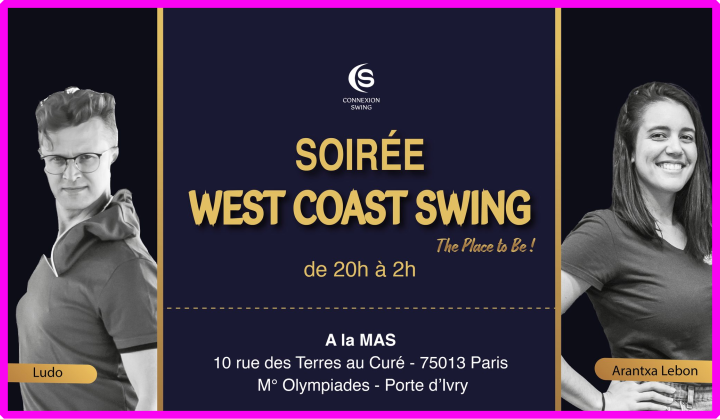 CONNEXION
SWING
SOIRÉE
WEST COAST SWING
The Place to Be !
de 20h à 2h
A la MAS
10 rue des Terres au Curé - 75013 Paris
M° Olympiades - Porte d'Ivry
Ludo
Arantxa Lebon